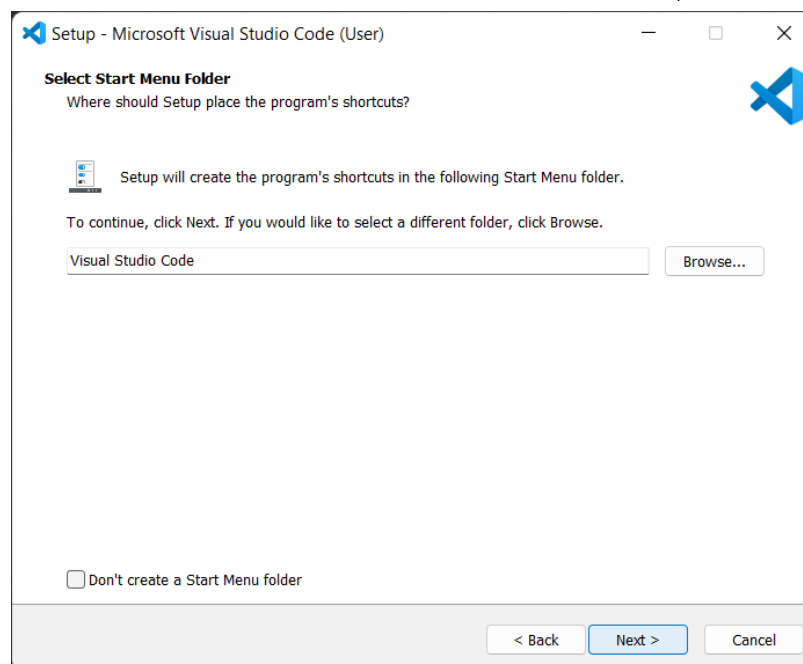 Setup - Microsoft Visual Studio Code (User)
Select Start Menu Folder
Where should Setup place the program's shortcuts?
Setup will create the program's shortcuts in the following Start Menu folder.
To continue, click Next. If you would like to select a different folder, click Browse.
Visual Studio Code
Browse...
Don't create a Start Menu folder
< Back
Next >
Cancel